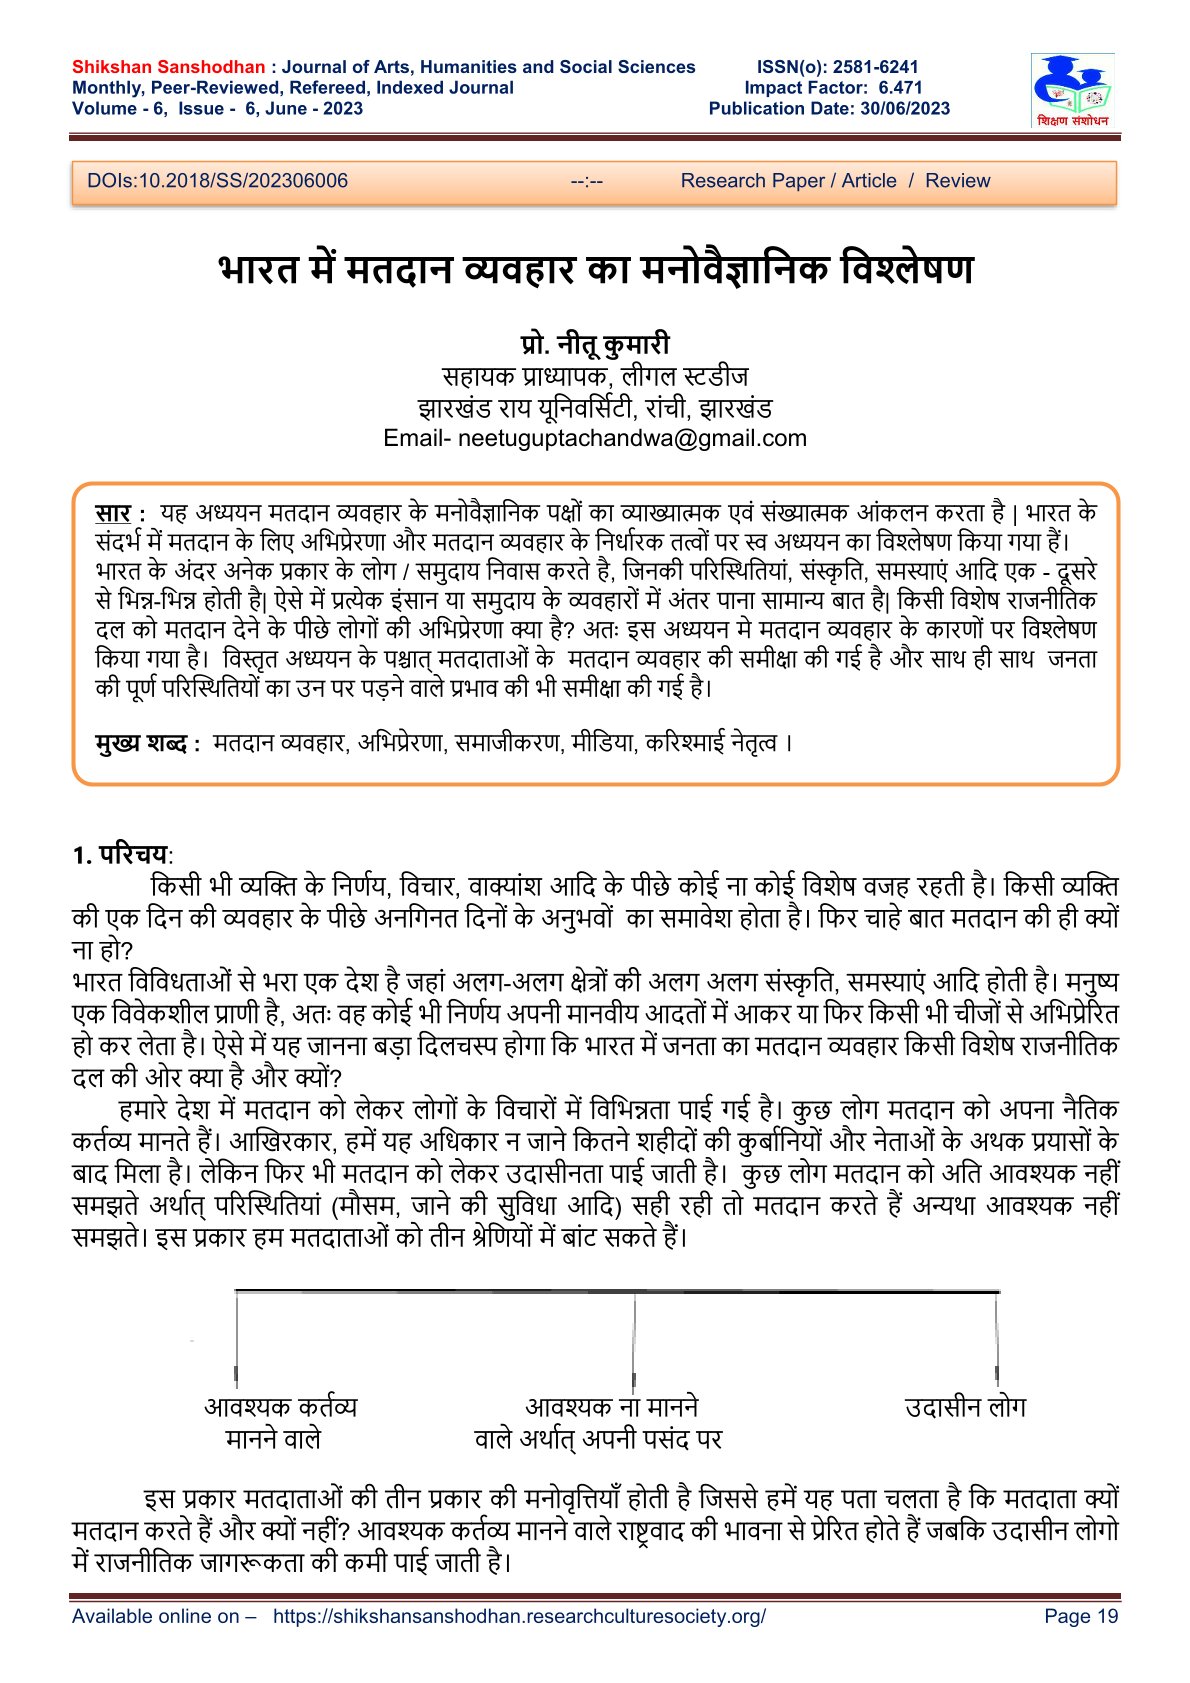 Shikshan Sanshodhan : Journal of Arts, Humanities and Social Sciences ISSN(o): 2581-6241
Monthly, Peer-Reviewed, Refereed, Indexed Journal Impact Factor: 6.471
Volume - 6, Issue - 6, June - 2023 Publication Date: 30/06/2023
शिक्षण संशोधन
DOIs:10.2018/SS/202306006 --:-- Research Paper / Article / Review
भारत में मतदान व्यवहार का मनोवैज्ञानिक विश्लेषण
प्रो. नीतू कुमारी
सहायक प्राध्यापक, लीगल स्टडीज
झारखंड राय यूनिवर्सिटी, रांची, झारखंड
Email- neetuguptachandwa@gmail.com
सार : यह अध्ययन मतदान व्यवहार के मनोवैज्ञानिक पक्षों का व्याख्यात्मक एवं संख्यात्मक आंकलन करता है | भारत के
संदर्भ में मतदान के लिए अभिप्रेरणा और मतदान व्यवहार के निर्धारक तत्वों पर स्व अध्ययन का विश्लेषण किया गया हैं।
भारत के अंदर अनेक प्रकार के लोग / समुदाय निवास करते है, जिनकी परिस्थितियां, संस्कृति, समस्याएं आदि एक - दूसरे
से भिन्न-भिन्न होती है| ऐसे में प्रत्येक इंसान या समुदाय के व्यवहारों में अंतर पाना सामान्य बात है| किसी विशेष राजनीतिक
दल को मतदान देने के पीछे लोगों की अभिप्रेरणा क्या है? अतः इस अध्ययन मे मतदान व्यवहार के कारणों पर विश्लेषण
किया गया है। विस्तृत अध्ययन के पश्चात् मतदाताओं के मतदान व्यवहार की समीक्षा की गई है और साथ ही साथ जनता
की पूर्ण परिस्थितियों का उन पर पड़ने वाले प्रभाव की भी समीक्षा की गई है।
मुख्य शब्द : मतदान व्यवहार, अभिप्रेरणा, समाजीकरण, मीडिया, करिश्माई नेतृत्व ।
1. परिचय:
किसी भी व्यक्ति के निर्णय, विचार, वाक्यांश आदि के पीछे कोई ना कोई विशेष वजह रहती है। किसी व्यक्ति
की एक दिन की व्यवहार के पीछे अनगिनत दिनों के अनुभवों का समावेश होता है। फिर चाहे बात मतदान की ही क्यों
ना हो?
भारत विविधताओं से भरा एक देश है जहां अलग-अलग क्षेत्रों की अलग अलग संस्कृति, समस्याएं आदि होती है। मनुष्य
एक विवेकशील प्राणी है, अतः वह कोई भी निर्णय अपनी मानवीय आदतों में आकर या फिर किसी भी चीजों से अभिप्रेरित
हो कर लेता है। ऐसे में यह जानना बड़ा दिलचस्प होगा कि भारत में जनता का मतदान व्यवहार किसी विशेष राजनीतिक
दल की ओर क्या है और क्यों?
हमारे देश में मतदान को लेकर लोगों के विचारों में विभिन्नता पाई गई है। कुछ लोग मतदान को अपना नैतिक
कर्तव्य मानते हैं। आखिरकार, हमें यह अधिकार न जाने कितने शहीदों की कुर्बानियों और नेताओं के अथक प्रयासों के
बाद मिला है। लेकिन फिर भी मतदान को लेकर उदासीनता पाई जाती है। कुछ लोग मतदान को अति आवश्यक नहीं
समझते अर्थात् परिस्थितियां (मौसम, जाने की सुविधा आदि) सही रही तो मतदान करते हैं अन्यथा आवश्यक नहीं
समझते। इस प्रकार हम मतदाताओं को तीन श्रेणियों में बांट सकते हैं।
आवश्यक कर्तव्य आवश्यक ना मानने उदासीन लोग
मानने वाले वाले अर्थात् अपनी पसंद पर
इस प्रकार मतदाताओं की तीन प्रकार की मनोवृत्तियाँ होती है जिससे हमें यह पता चलता है कि मतदाता क्यों
मतदान करते हैं और क्यों नहीं? आवश्यक कर्तव्य मानने वाले राष्ट्रवाद की भावना से प्रेरित होते हैं जबकि उदासीन लोगो
में राजनीतिक जागरूकता की कमी पाई जाती है।
Available online on – https://shikshansanshodhan.researchculturesociety.org/ Page 19